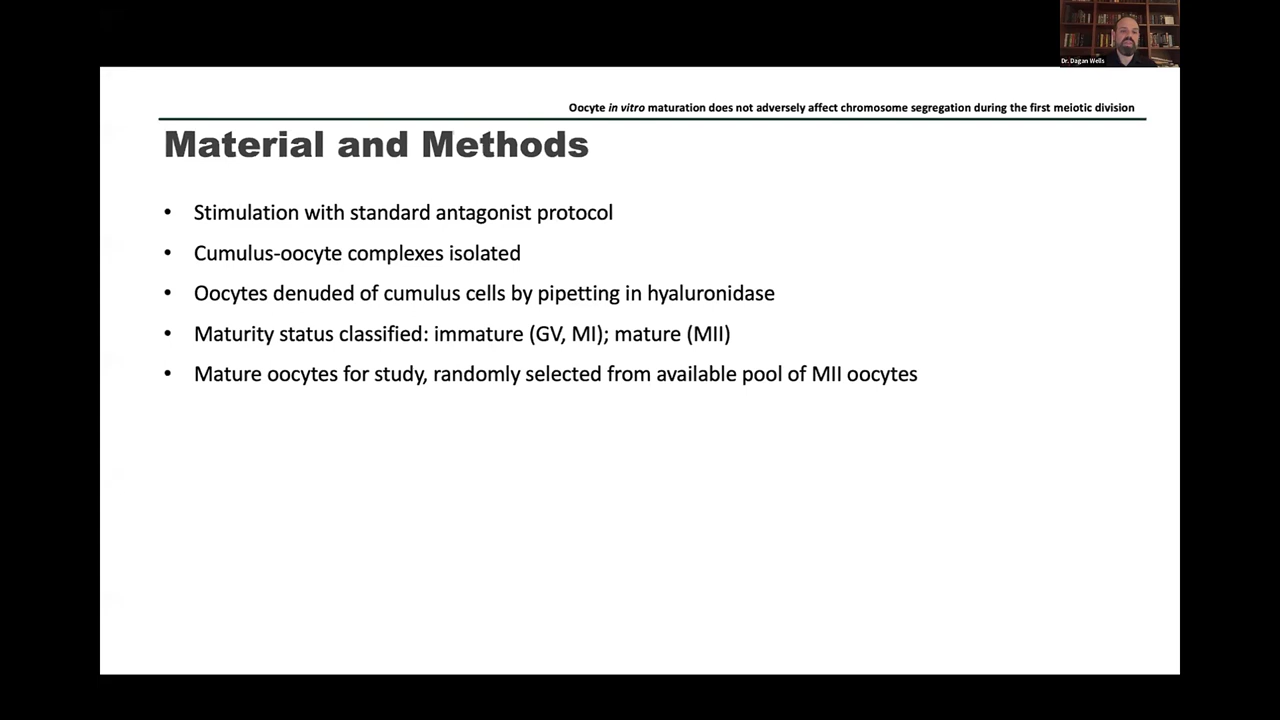 Dr. Dagan Wells
Oocyte in vitro maturation does not adversely affect chromosome segregation during the first meiotic division
Material and Methods
• Stimulation with standard antagonist protocol
• Cumulus-oocyte complexes isolated
• Oocytes denuded of cumulus cells by pipetting in hyaluronidase
• Maturity status classified: immature (GV, MI); mature (MII)
• Mature oocytes for study, randomly selected from available pool of MII oocytes